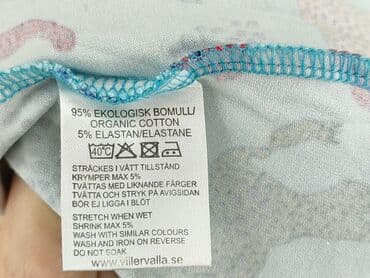 95% EKOLOGISK BOMULL/
ORGANIC COTTON
5% ELASTAN/ELASTANE
40°C
STRÄCKES I VÅTT TILLSTÅND
KRYMPER MAX 5%
TVÄTTAS MED LIKNANDE FÄRGER
TVÄTTA OCH STRYK PÅ AVIGSIDAN
BÖR EJ LIGGA I BLÖT
STRETCH WHEN WET
SHRINK MAX 5%
WASH WITH SIMILAR COLOURS
WASH AND IRON ON REVERSE
DO NOT SOAK
www.villervalla.se